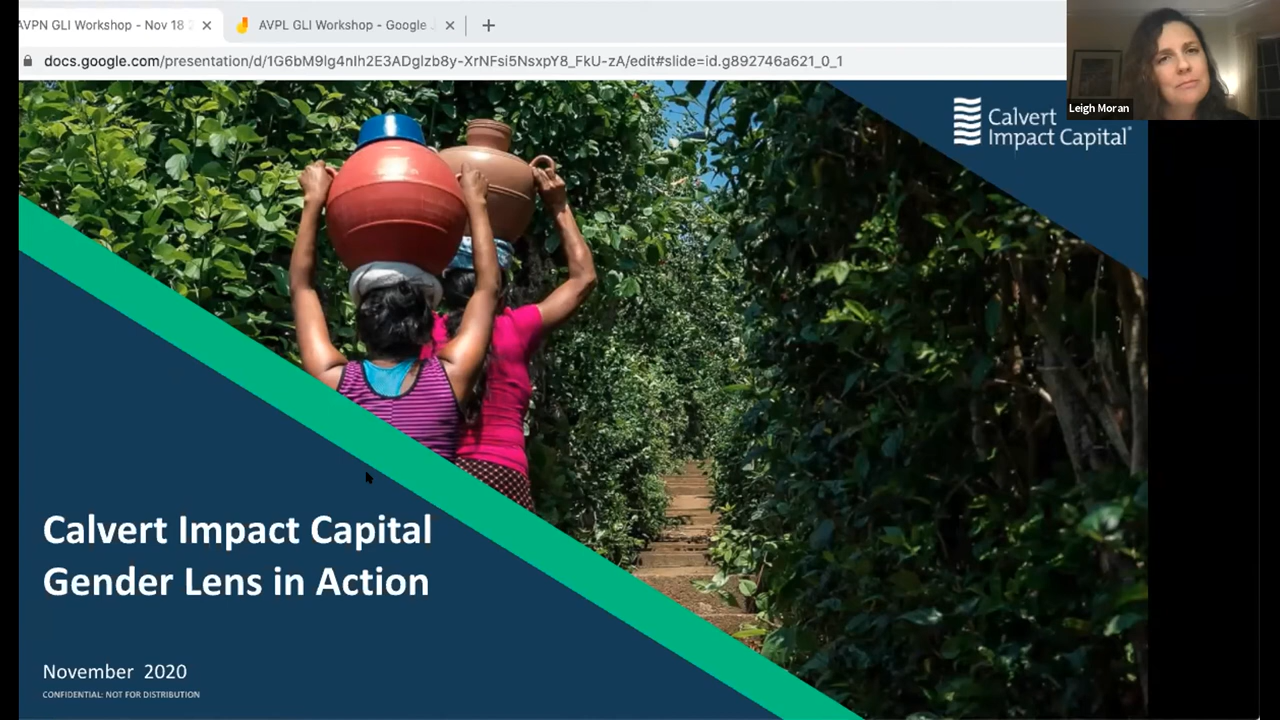 AVPN GLI Workshop - Nov 18
AVPL GLI Workshop - Google
docs.google.com/presentation/d/1G6bM9lg4nIh2E3ADglzb8y-XrNFsi5NsxpY8_FkU-zA/edit#slide=id.g892746a621_0_1
Leigh Moran
Calvert
Impact Capital
Calvert Impact Capital
Gender Lens in Action
November 2020
CONFIDENTIAL: NOT FOR DISTRIBUTION